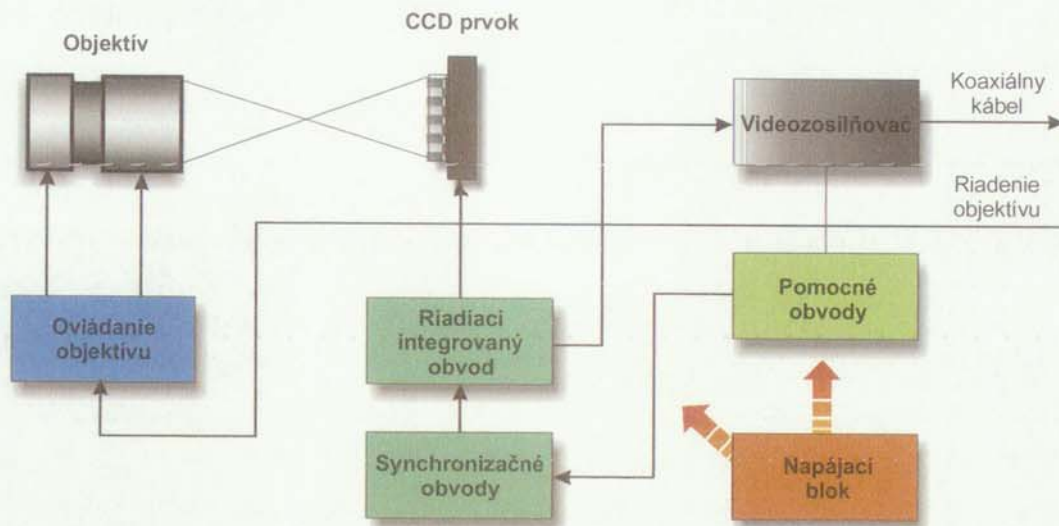 CCD prvok
Objektív
Videozosilňovač
Koaxiálny
kábel
Riadenie
objektívu
Ovládanie
objektívu
Riadiaci
integrovaný
obvod
Pomocné
obvody
Synchronizačné
obvody
Napájací
blok